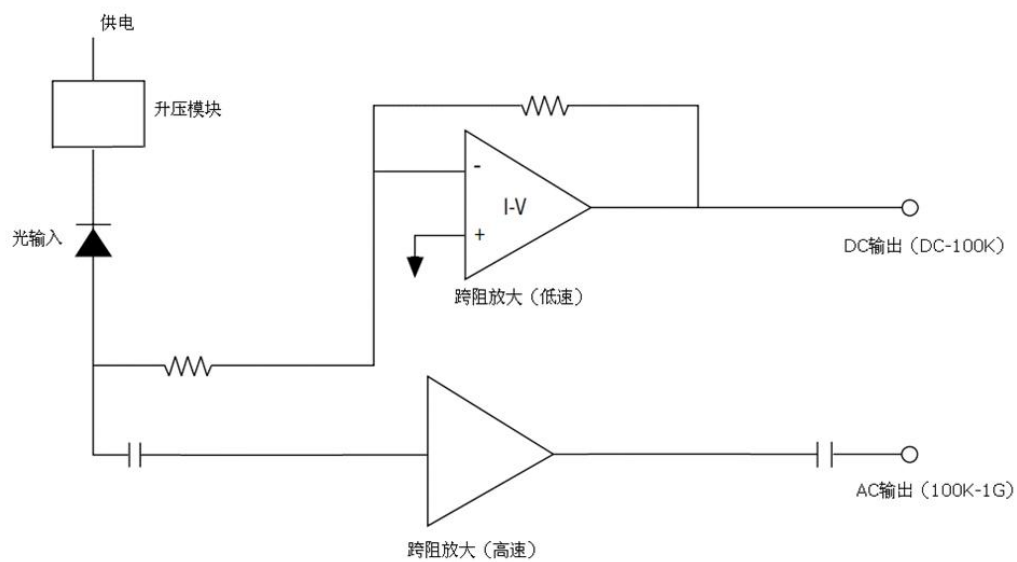 供电
升压模块
光输入
-
I-V
+
DC输出（DC-100K）
跨阻放大（低速）
AC输出（100K-1G）
跨阻放大（高速）